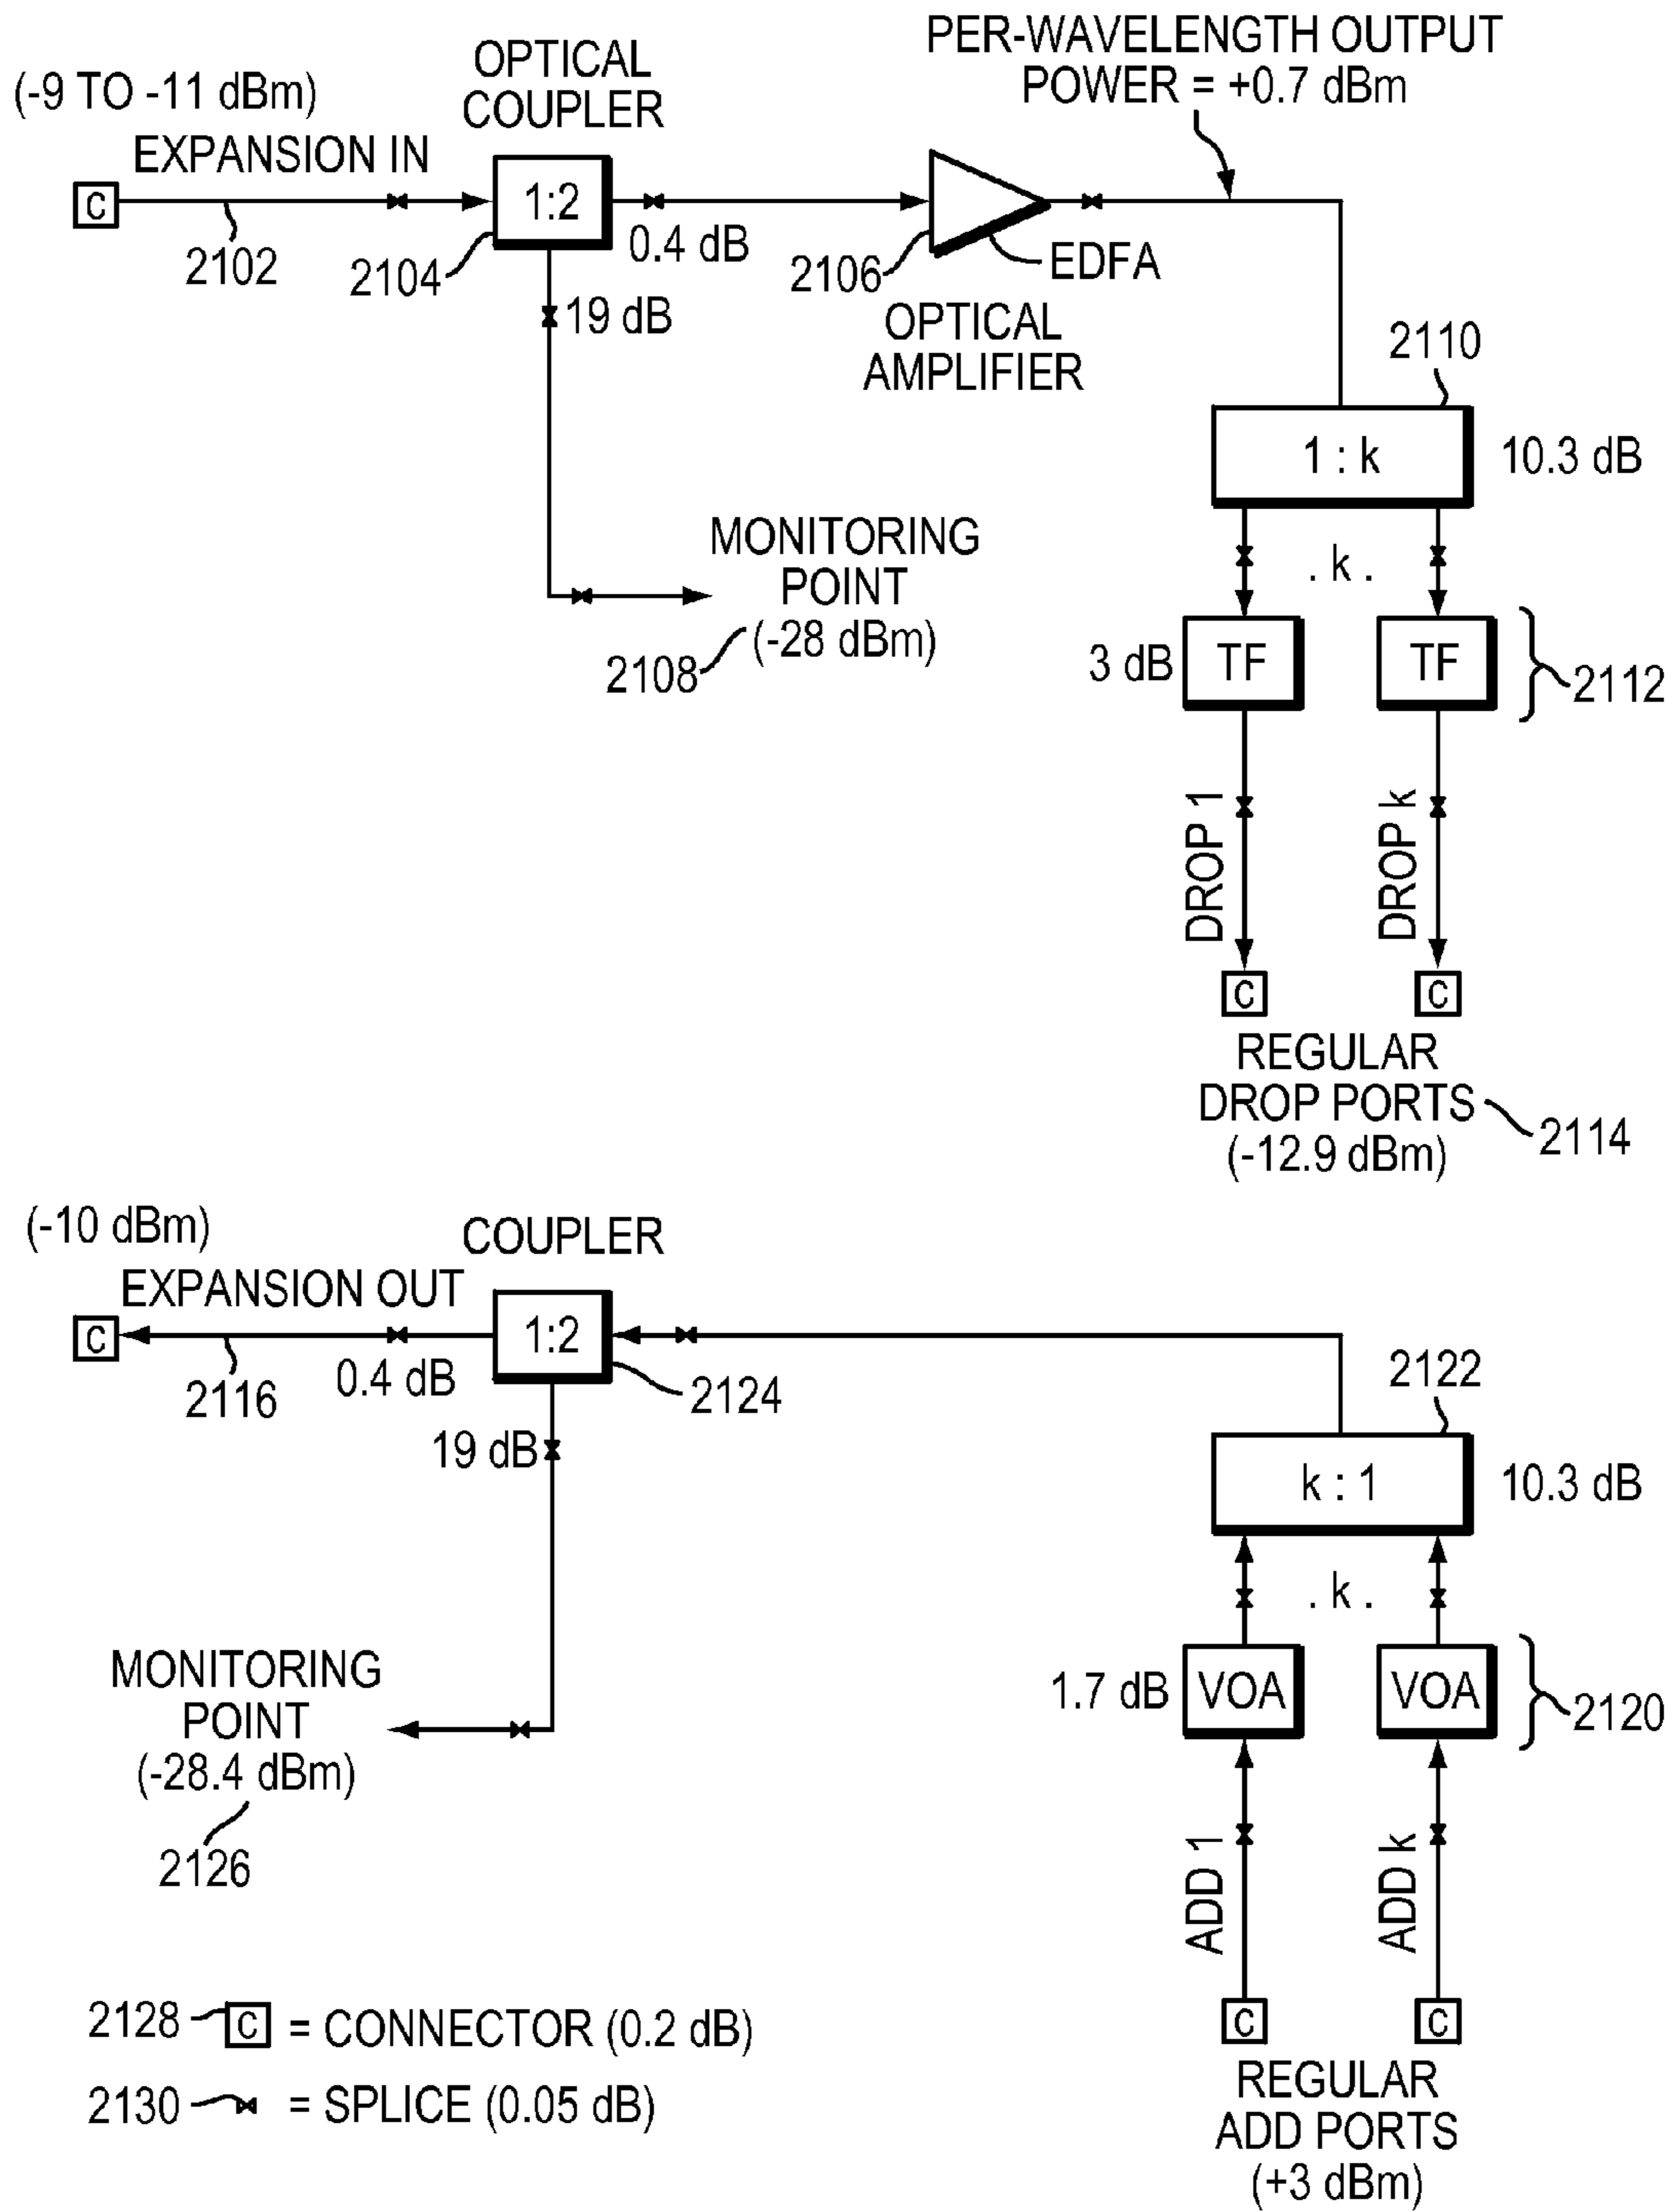 PER-WAVELENGTH OUTPUT
POWER = +0.7 dBm
OPTICAL
COUPLER
(-9 TO -11 dBm)
EXPANSION IN
C
1:2
2102
2104
0.4 dB
2106
EDFA
19 dB
OPTICAL
AMPLIFIER
2110
1 : k
10.3 dB
MONITORING
POINT
(-28 dBm)
2108
. k .
3 dB
TF
TF
2112
DROP 1
DROP k
C
C
REGULAR
DROP PORTS
(-12.9 dBm)
2114
(-10 dBm)
EXPANSION OUT
COUPLER
C
1:2
2116
0.4 dB
2124
19 dB
2122
k : 1
10.3 dB
. k .
MONITORING
POINT
(-28.4 dBm)
2126
1.7 dB
VOA
VOA
2120
ADD 1
ADD k
C
C
REGULAR
ADD PORTS
(+3 dBm)
2128 C = CONNECTOR (0.2 dB)
2130 = SPLICE (0.05 dB)